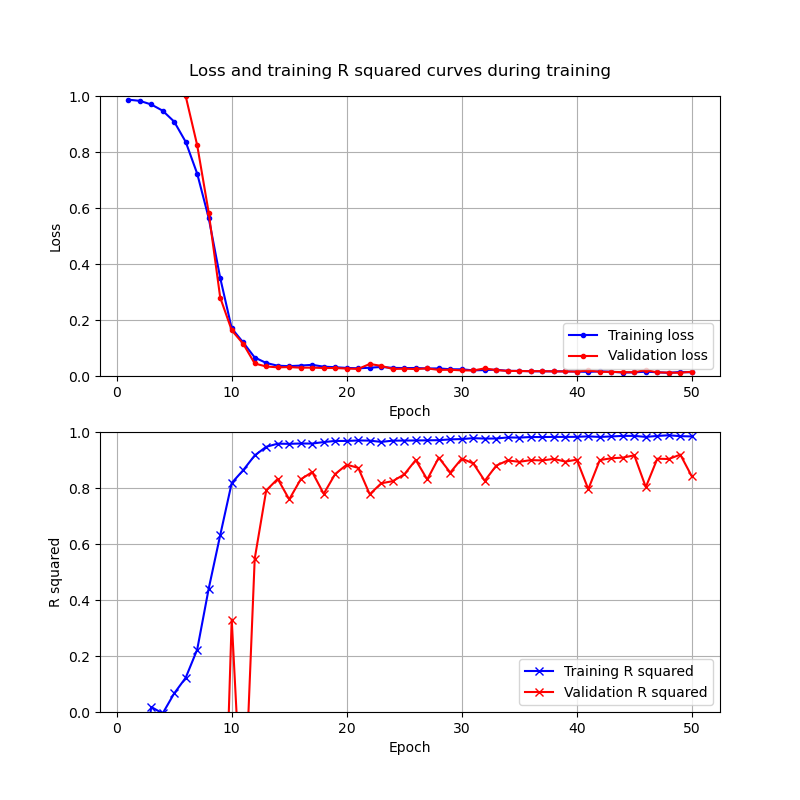 Loss and training R squared curves during training
1.0
0.8
0.6
0.4
0.2
0.0
Loss
0 10 20 30 40 50
Epoch
Training loss
Validation loss
1.0
0.8
0.6
0.4
0.2
0.0
R squared
0 10 20 30 40 50
Epoch
Training R squared
Validation R squared